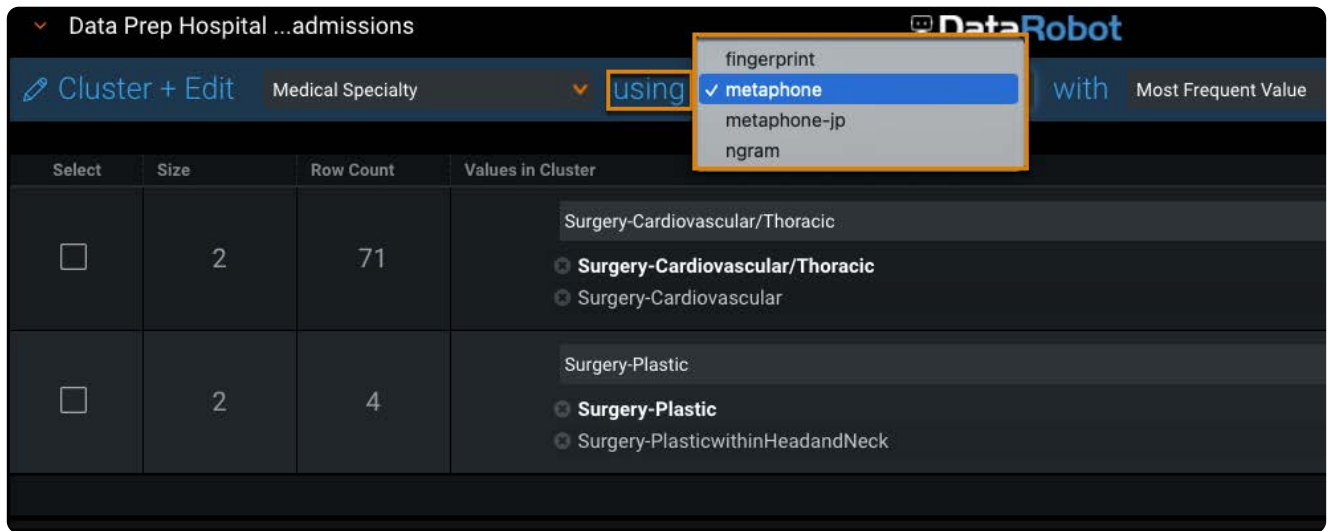 Data Prep Hospital ...admissions
DataRobot
Cluster + Edit Medical Specialty using with Most Frequent Value
fingerprint
✓ metaphone
metaphone-jp
ngram
Select Size Row Count Values in Cluster
Surgery-Cardiovascular/Thoracic
2 71
Surgery-Cardiovascular/Thoracic
Surgery-Cardiovascular
Surgery-Plastic
2 4
Surgery-Plastic
Surgery-PlasticwithinHeadandNeck